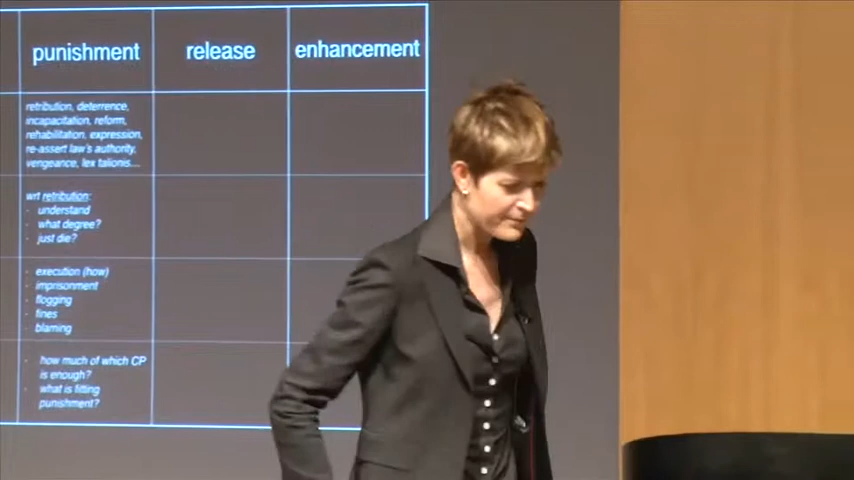 punishment
release
enhancement
retribution, deterrence,
incapacitation, reform,
rehabilitation, expression,
re-assert law's authority,
vengeance, lex talionis...
wrt retribution:
- understand
- what degree?
- just die?
execution (how)
- imprisonment
- flogging
- fines
- blaming
- how much of which CP
is enough?
- what is fitting
punishment?